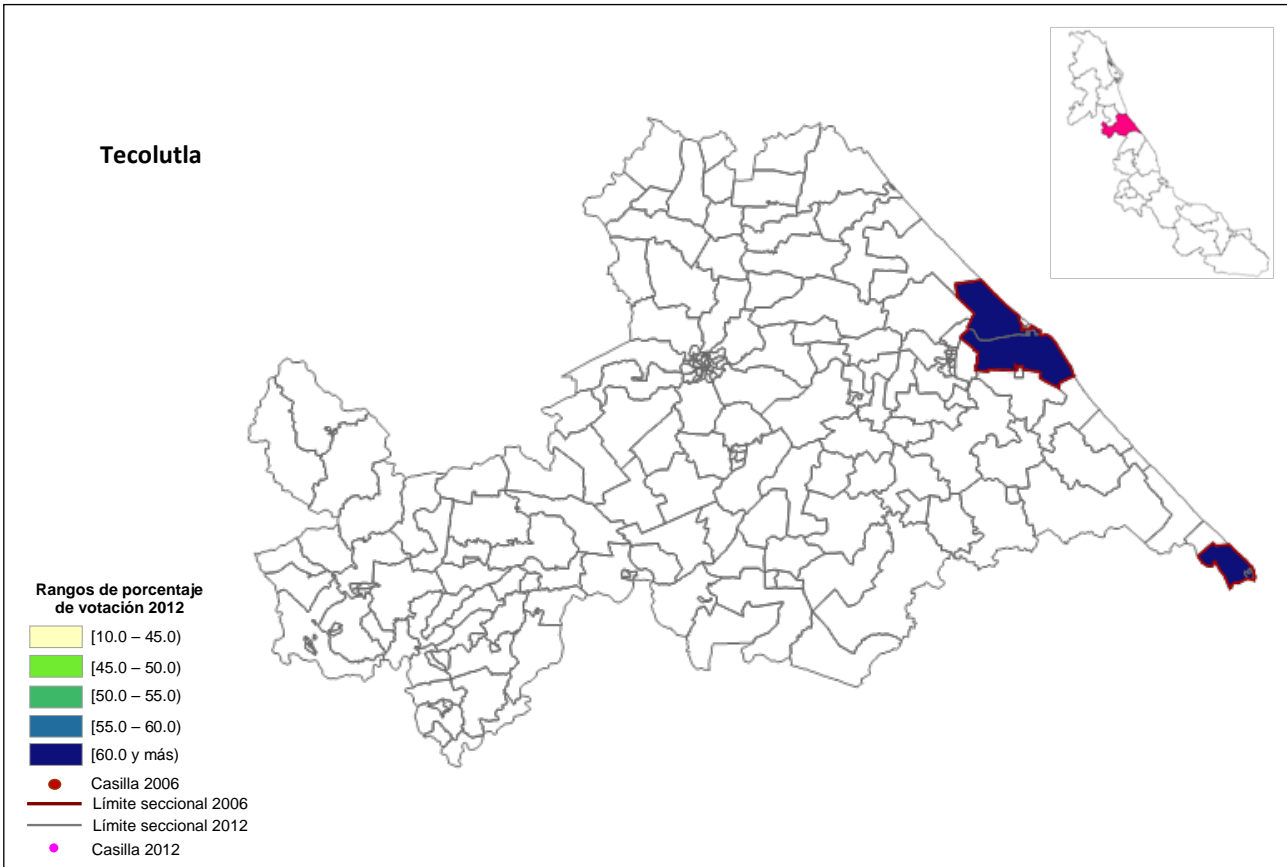 Tecolutla
Rangos de porcentaje
de votación 2012
[10.0 – 45.0)
[45.0 – 50.0)
[50.0 – 55.0)
[55.0 – 60.0)
[60.0 y más)
Casilla 2006
Límite seccional 2006
Límite seccional 2012
Casilla 2012